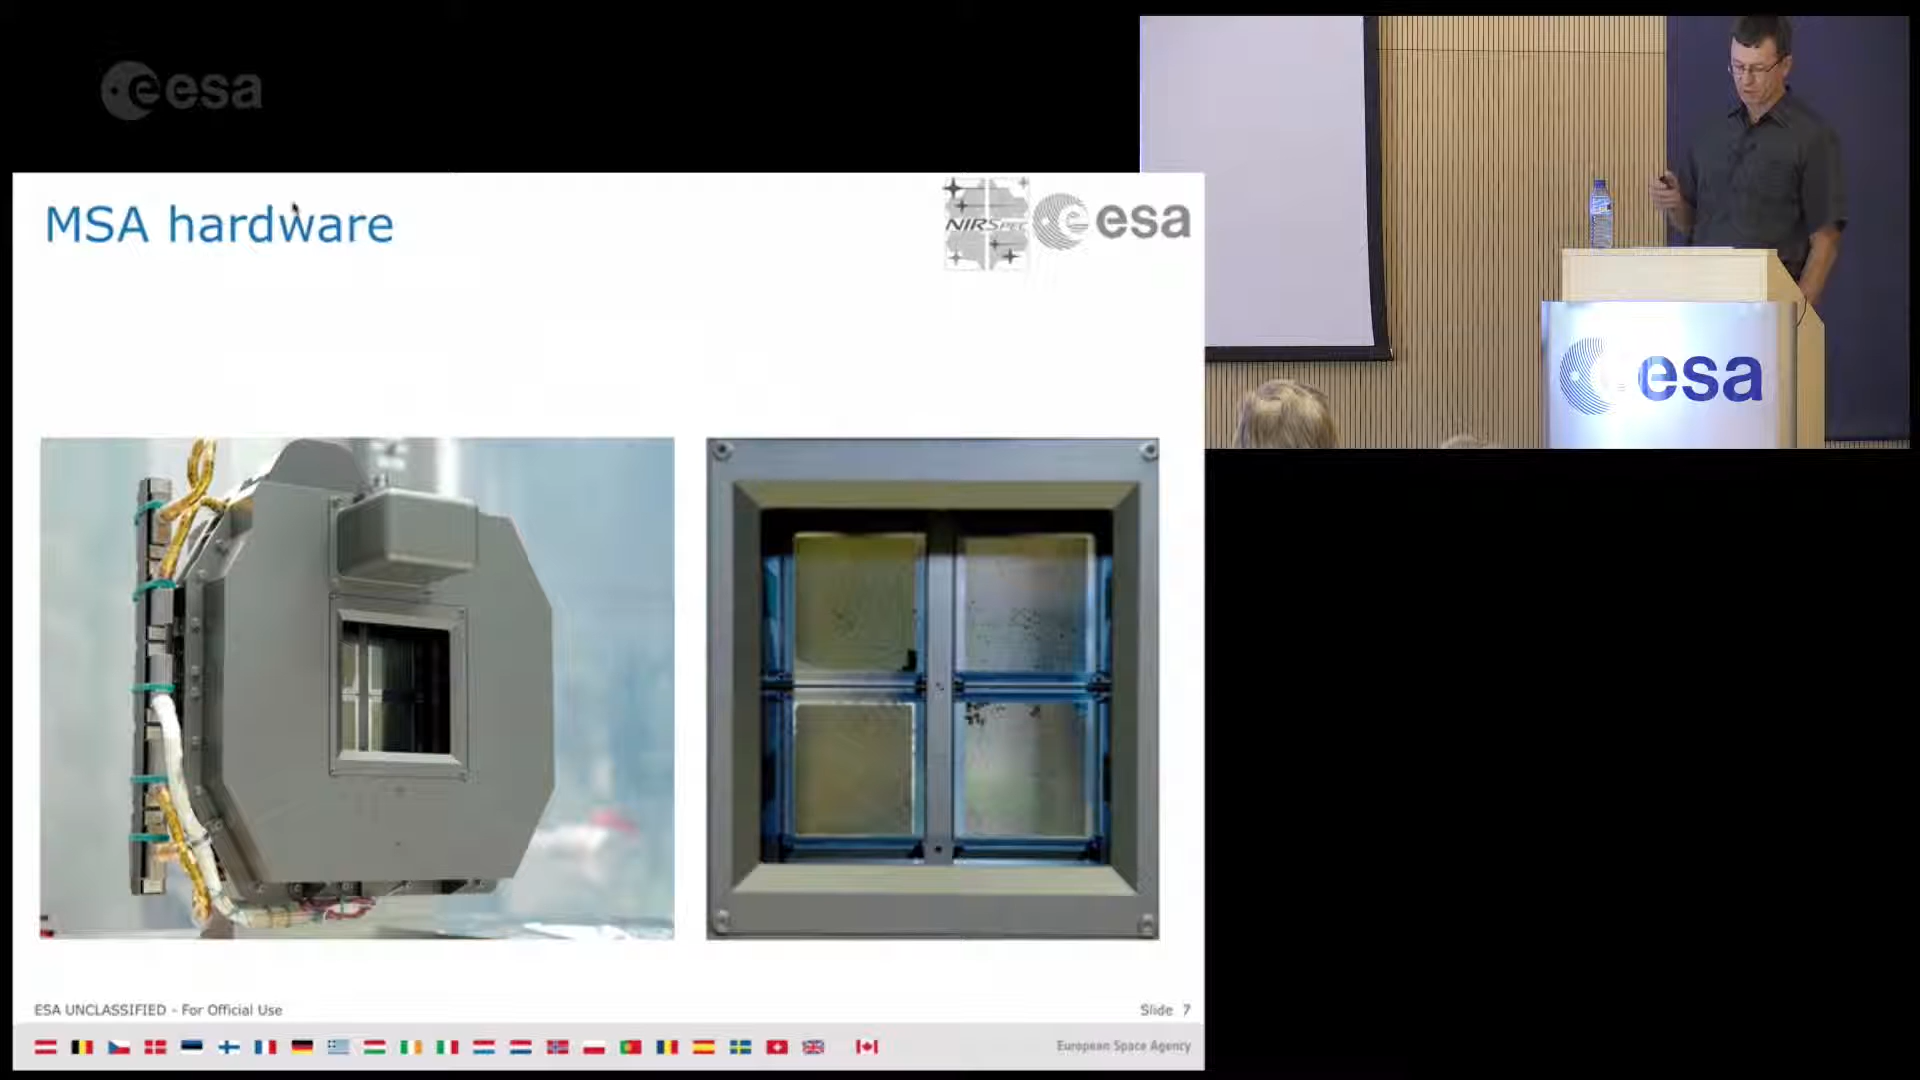 esa
MSA hardware
NIRSPEC
esa
esa
ESA UNCLASSIFIED - For Official Use
Slide 7
European Space Agency